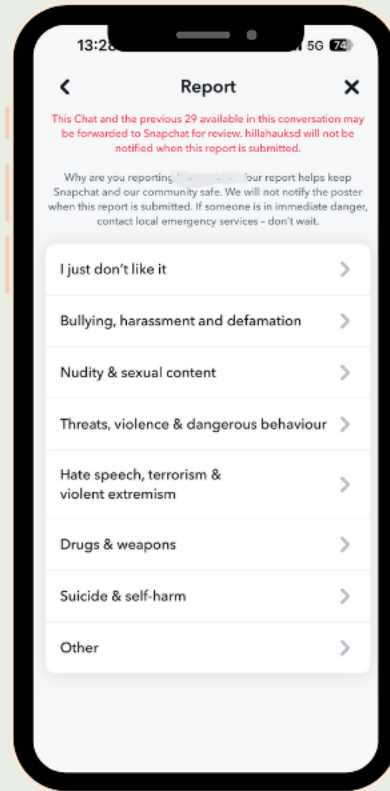 13:28
5G 74
Report
This Chat and the previous 29 available in this conversation may
be forwarded to Snapchat for review. hillahauksd will not be
notified when this report is submitted.
Why are you reporting our report helps keep
Snapchat and our community safe. We will not notify the poster
when this report is submitted. If someone is in immediate danger,
contact local emergency services – don't wait.
I just don't like it
Bullying, harassment and defamation
Nudity & sexual content
Threats, violence & dangerous behaviour
Hate speech, terrorism &
violent extremism
Drugs & weapons
Suicide & self-harm
Other